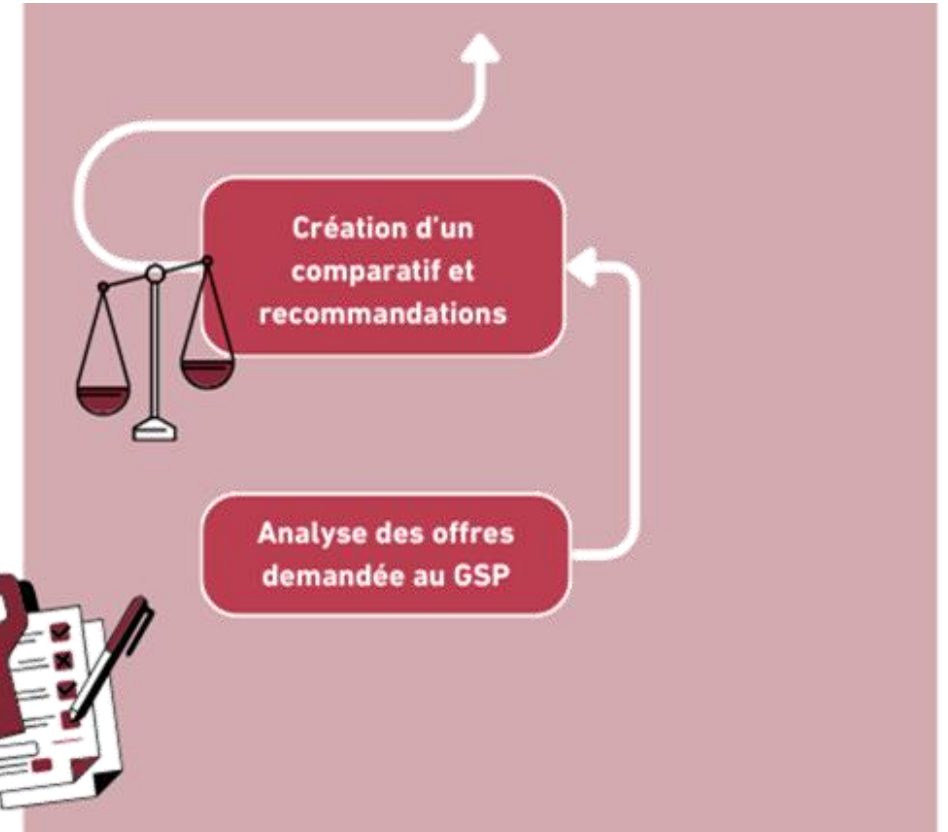 Création d'un
comparatif et
recommandations
Analyse des offres
demandée au GSP